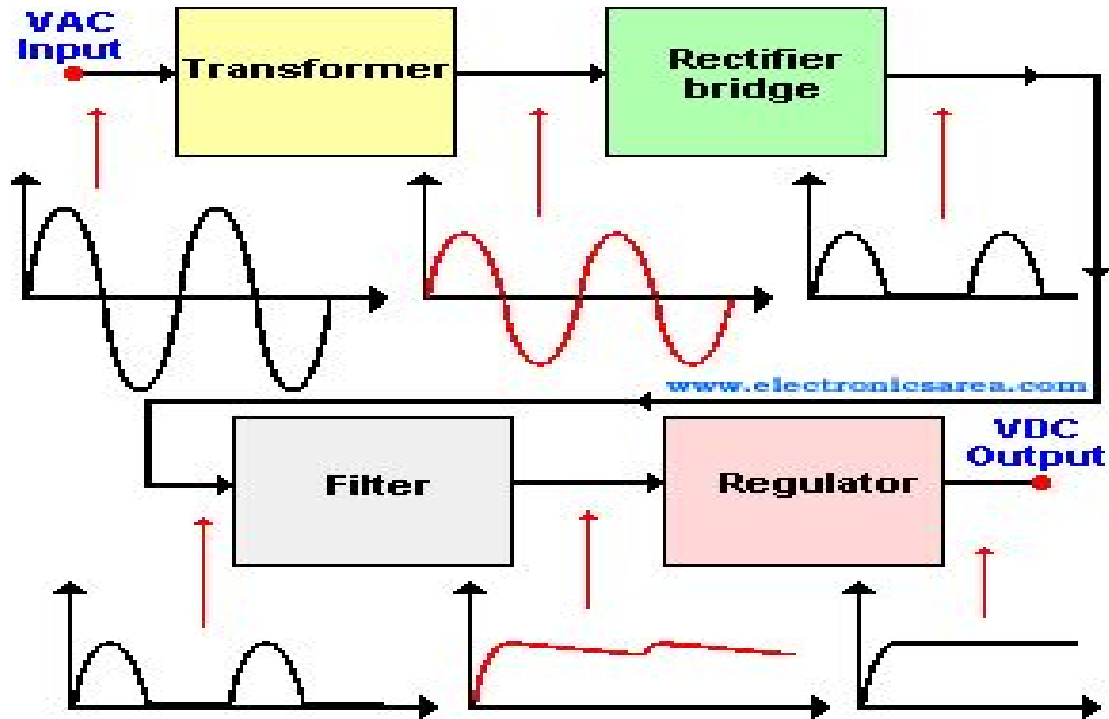 VAC
Input
Transformer
Rectifier
bridge
www.electronicsarea.com
Filter
Regulator
VDC
Output